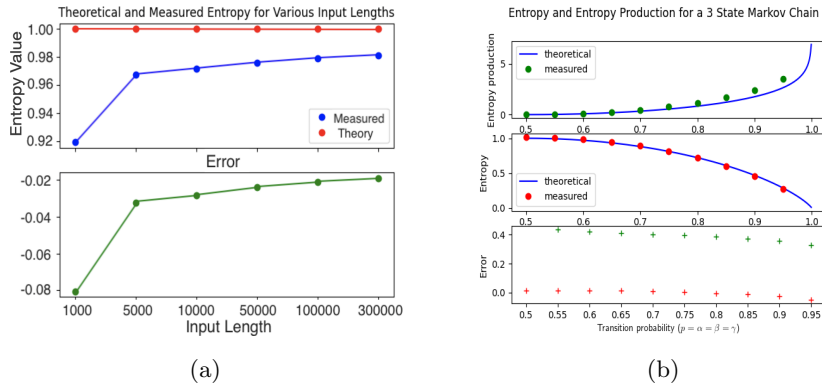 Theoretical and Measured Entropy for Various Input Lengths
1.00
0.98
0.96
0.94
0.92
Entropy Value
Measured
Theory
Error
-0.02
-0.04
-0.06
-0.08
1000 5000 10000 50000 100000 300000
Input Length
(a)
Entropy and Entropy Production for a 3 State Markov Chain
Entropy production
5
0
theoretical
measured
0.5 0.6 0.7 0.8 0.9 1.0
Entropy
1.0
0.5
0.0
theoretical
measured
0.5 0.6 0.7 0.8 0.9 1.0
Error
0.4
0.2
0.0
0.5 0.55 0.6 0.65 0.7 0.75 0.8 0.85 0.9 0.95
Transition probability (p = α = β = γ)
(b)